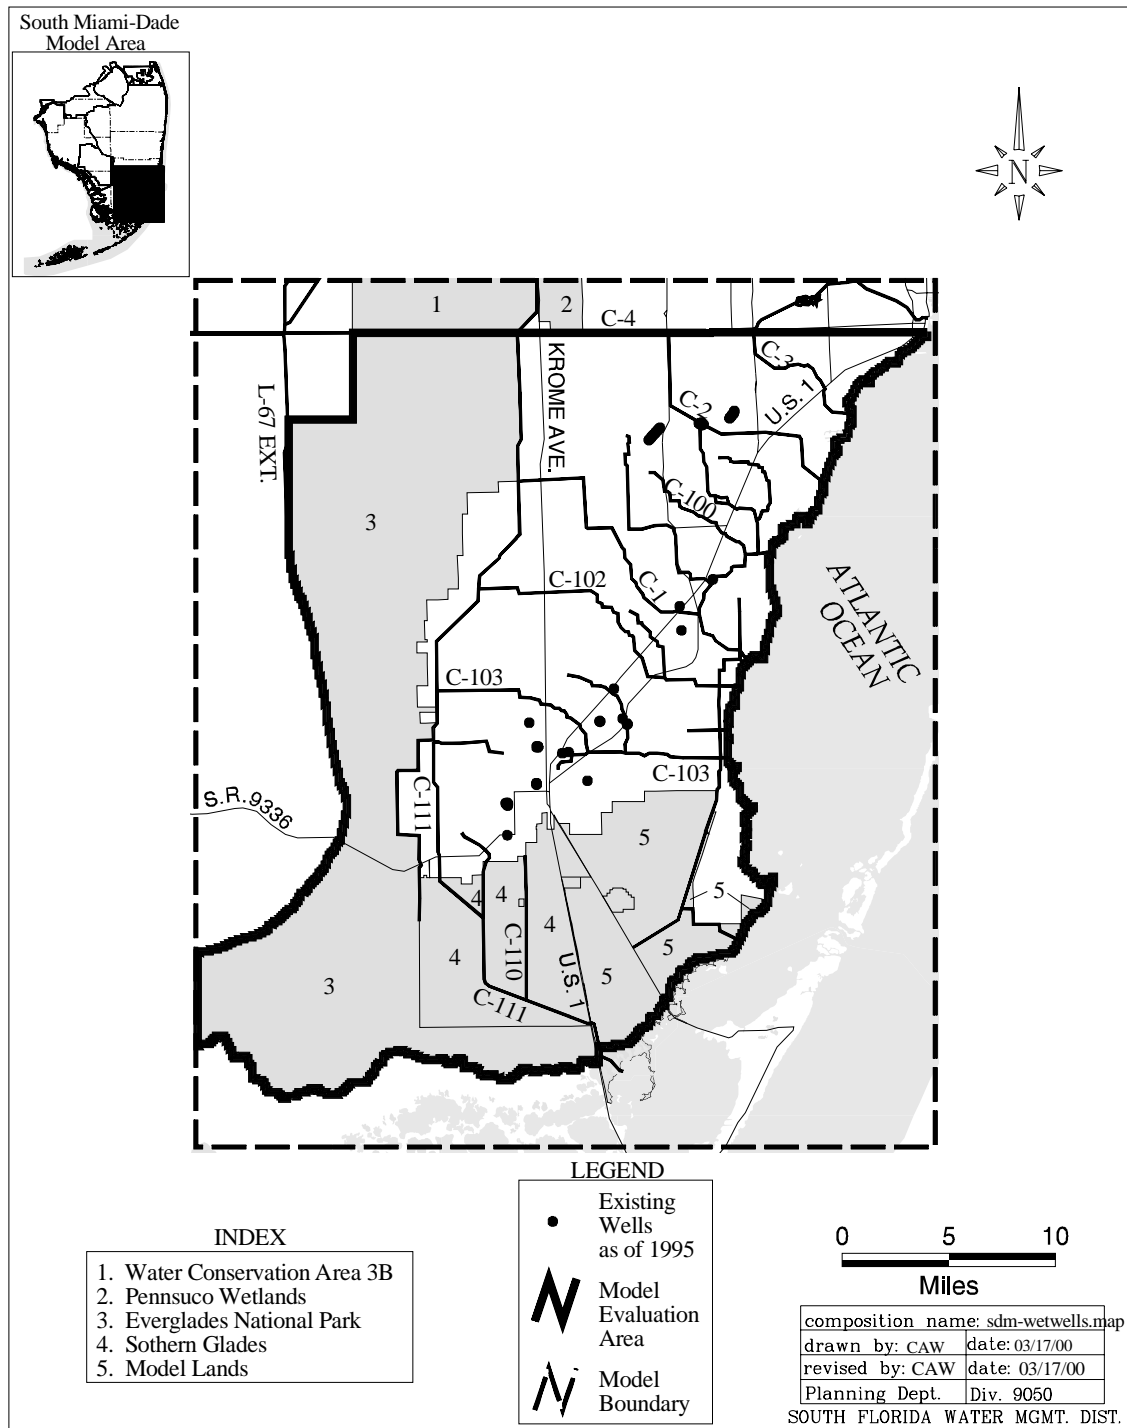 South Miami-Dade
Model Area
N
1
2
C-4
KROME AVE.
C-3
U.S. 1
C-2
L-67 EXT.
C-100
3
C-102
C-1
ATLANTIC
OCEAN
C-103
C-103
C-111
S.R. 9336
5
4
4
5
4
C-110
4
U.S. 1
5
5
3
C-111
LEGEND
Existing
Wells
as of 1995
Model
Evaluation
Area
Model
Boundary
INDEX
1. Water Conservation Area 3B
2. Pennsuco Wetlands
3. Everglades National Park
4. Sothern Glades
5. Model Lands
0 5 10
Miles
composition name: sdm-wetwells.map
drawn by: CAW date: 03/17/00
revised by: CAW date: 03/17/00
Planning Dept. Div. 9050
SOUTH FLORIDA WATER MGMT. DIST.